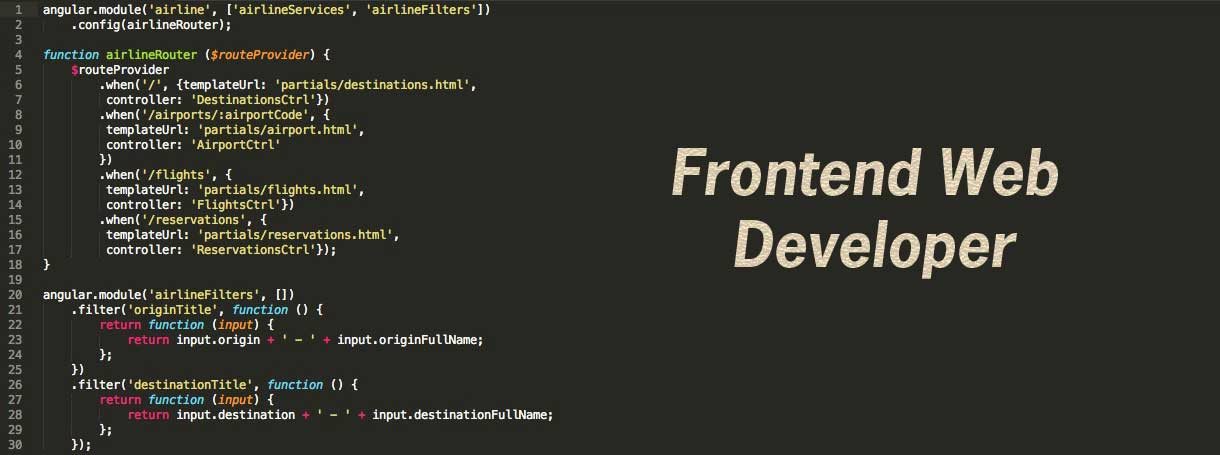 1 angular.module('airline', ['airlineServices', 'airlineFilters'])
2     .config(airlineRouter);
3
4 function airlineRouter ($routeProvider) {
5     $routeProvider
6         .when('/', {templateUrl: 'partials/destinations.html',
7          controller: 'DestinationsCtrl'})
8         .when('/airports/:airportCode', {
9          templateUrl: 'partials/airport.html',
10          controller: 'AirportCtrl'
11         })
12         .when('/flights', {
13          templateUrl: 'partials/flights.html',
14          controller: 'FlightsCtrl'})
15         .when('/reservations', {
16          templateUrl: 'partials/reservations.html',
17          controller: 'ReservationsCtrl'});
18 }
19
20 angular.module('airlineFilters', [])
21     .filter('originTitle', function () {
22         return function (input) {
23             return input.origin + ' - ' + input.originFullName;
24         };
25     })
26     .filter('destinationTitle', function () {
27         return function (input) {
28             return input.destination + ' - ' + input.destinationFullName;
29         };
30     });
Frontend Web
Developer